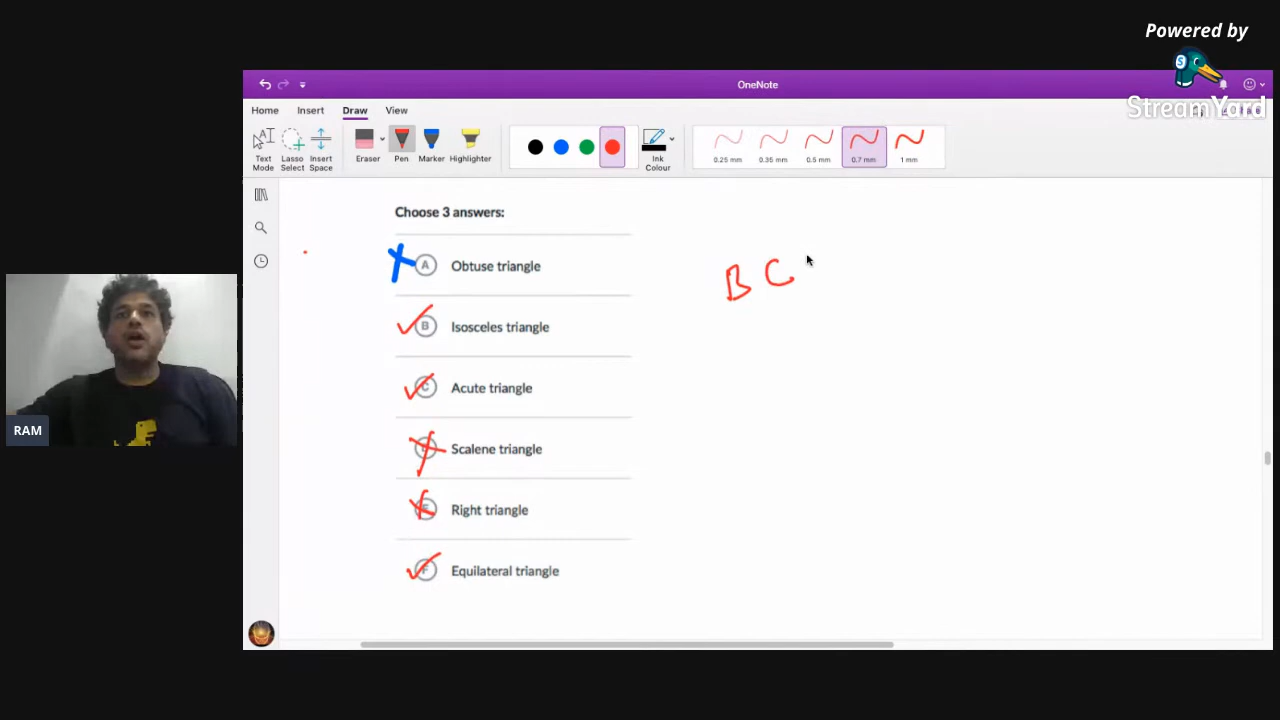 Powered by
StreamYard
OneNote
Home Insert Draw View
Text Mode
Lasso Select
Insert Space
Eraser
Pen
Marker
Highlighter
Ink Colour
0.25 mm
0.35 mm
0.5 mm
0.7 mm
1 mm
Choose 3 answers:
A Obtuse triangle
B Isosceles triangle
C Acute triangle
Scalene triangle
Right triangle
F Equilateral triangle
B C
RAM